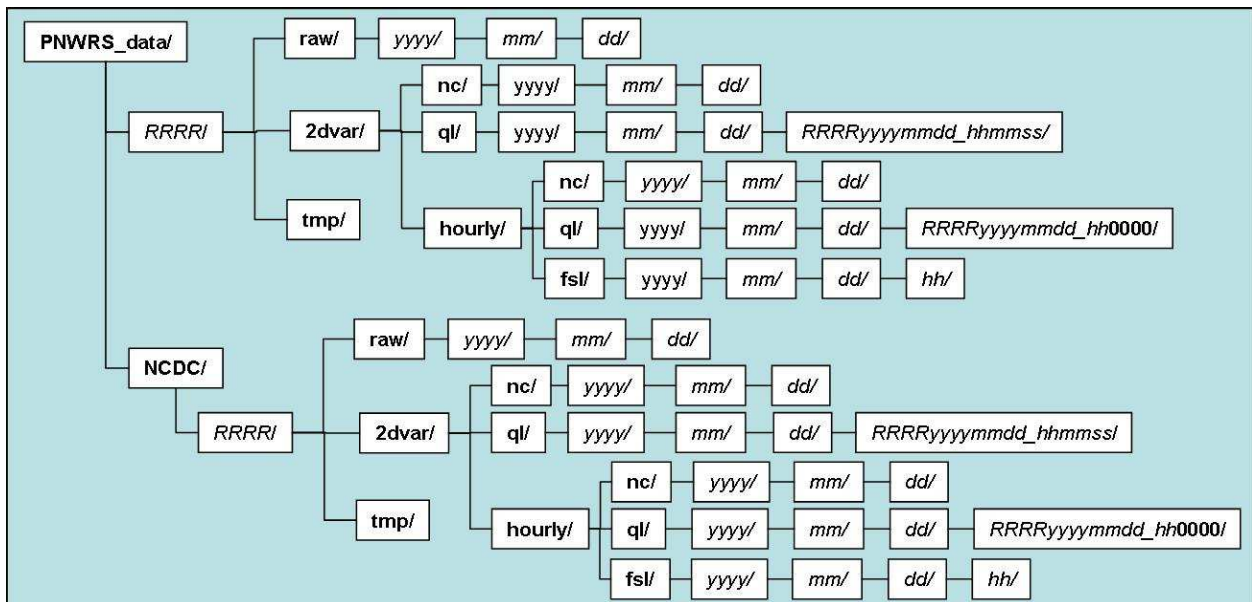 PNWRS_data/ raw/ yyyy/ mm/ dd/
nc/ yyyy/ mm/ dd/
RRRR/ 2dvar/ ql/ yyyy/ mm/ dd/ RRRRyyyymmdd_hhmmss/
nc/ yyyy/ mm/ dd/
tmp/ hourly/ ql/ yyyy/ mm/ dd/ RRRRyyyymmdd_hh0000/
fsl/ yyyy/ mm/ dd/ hh/
raw/ yyyy/ mm/ dd/
NCDC/ nc/ yyyy/ mm/ dd/
RRRR/ 2dvar/ ql/ yyyy/ mm/ dd/ RRRRyyyymmdd_hhmmss/
nc/ yyyy/ mm/ dd/
tmp/ hourly/ ql/ yyyy/ mm/ dd/ RRRRyyyymmdd_hh0000/
fsl/ yyyy/ mm/ dd/ hh/